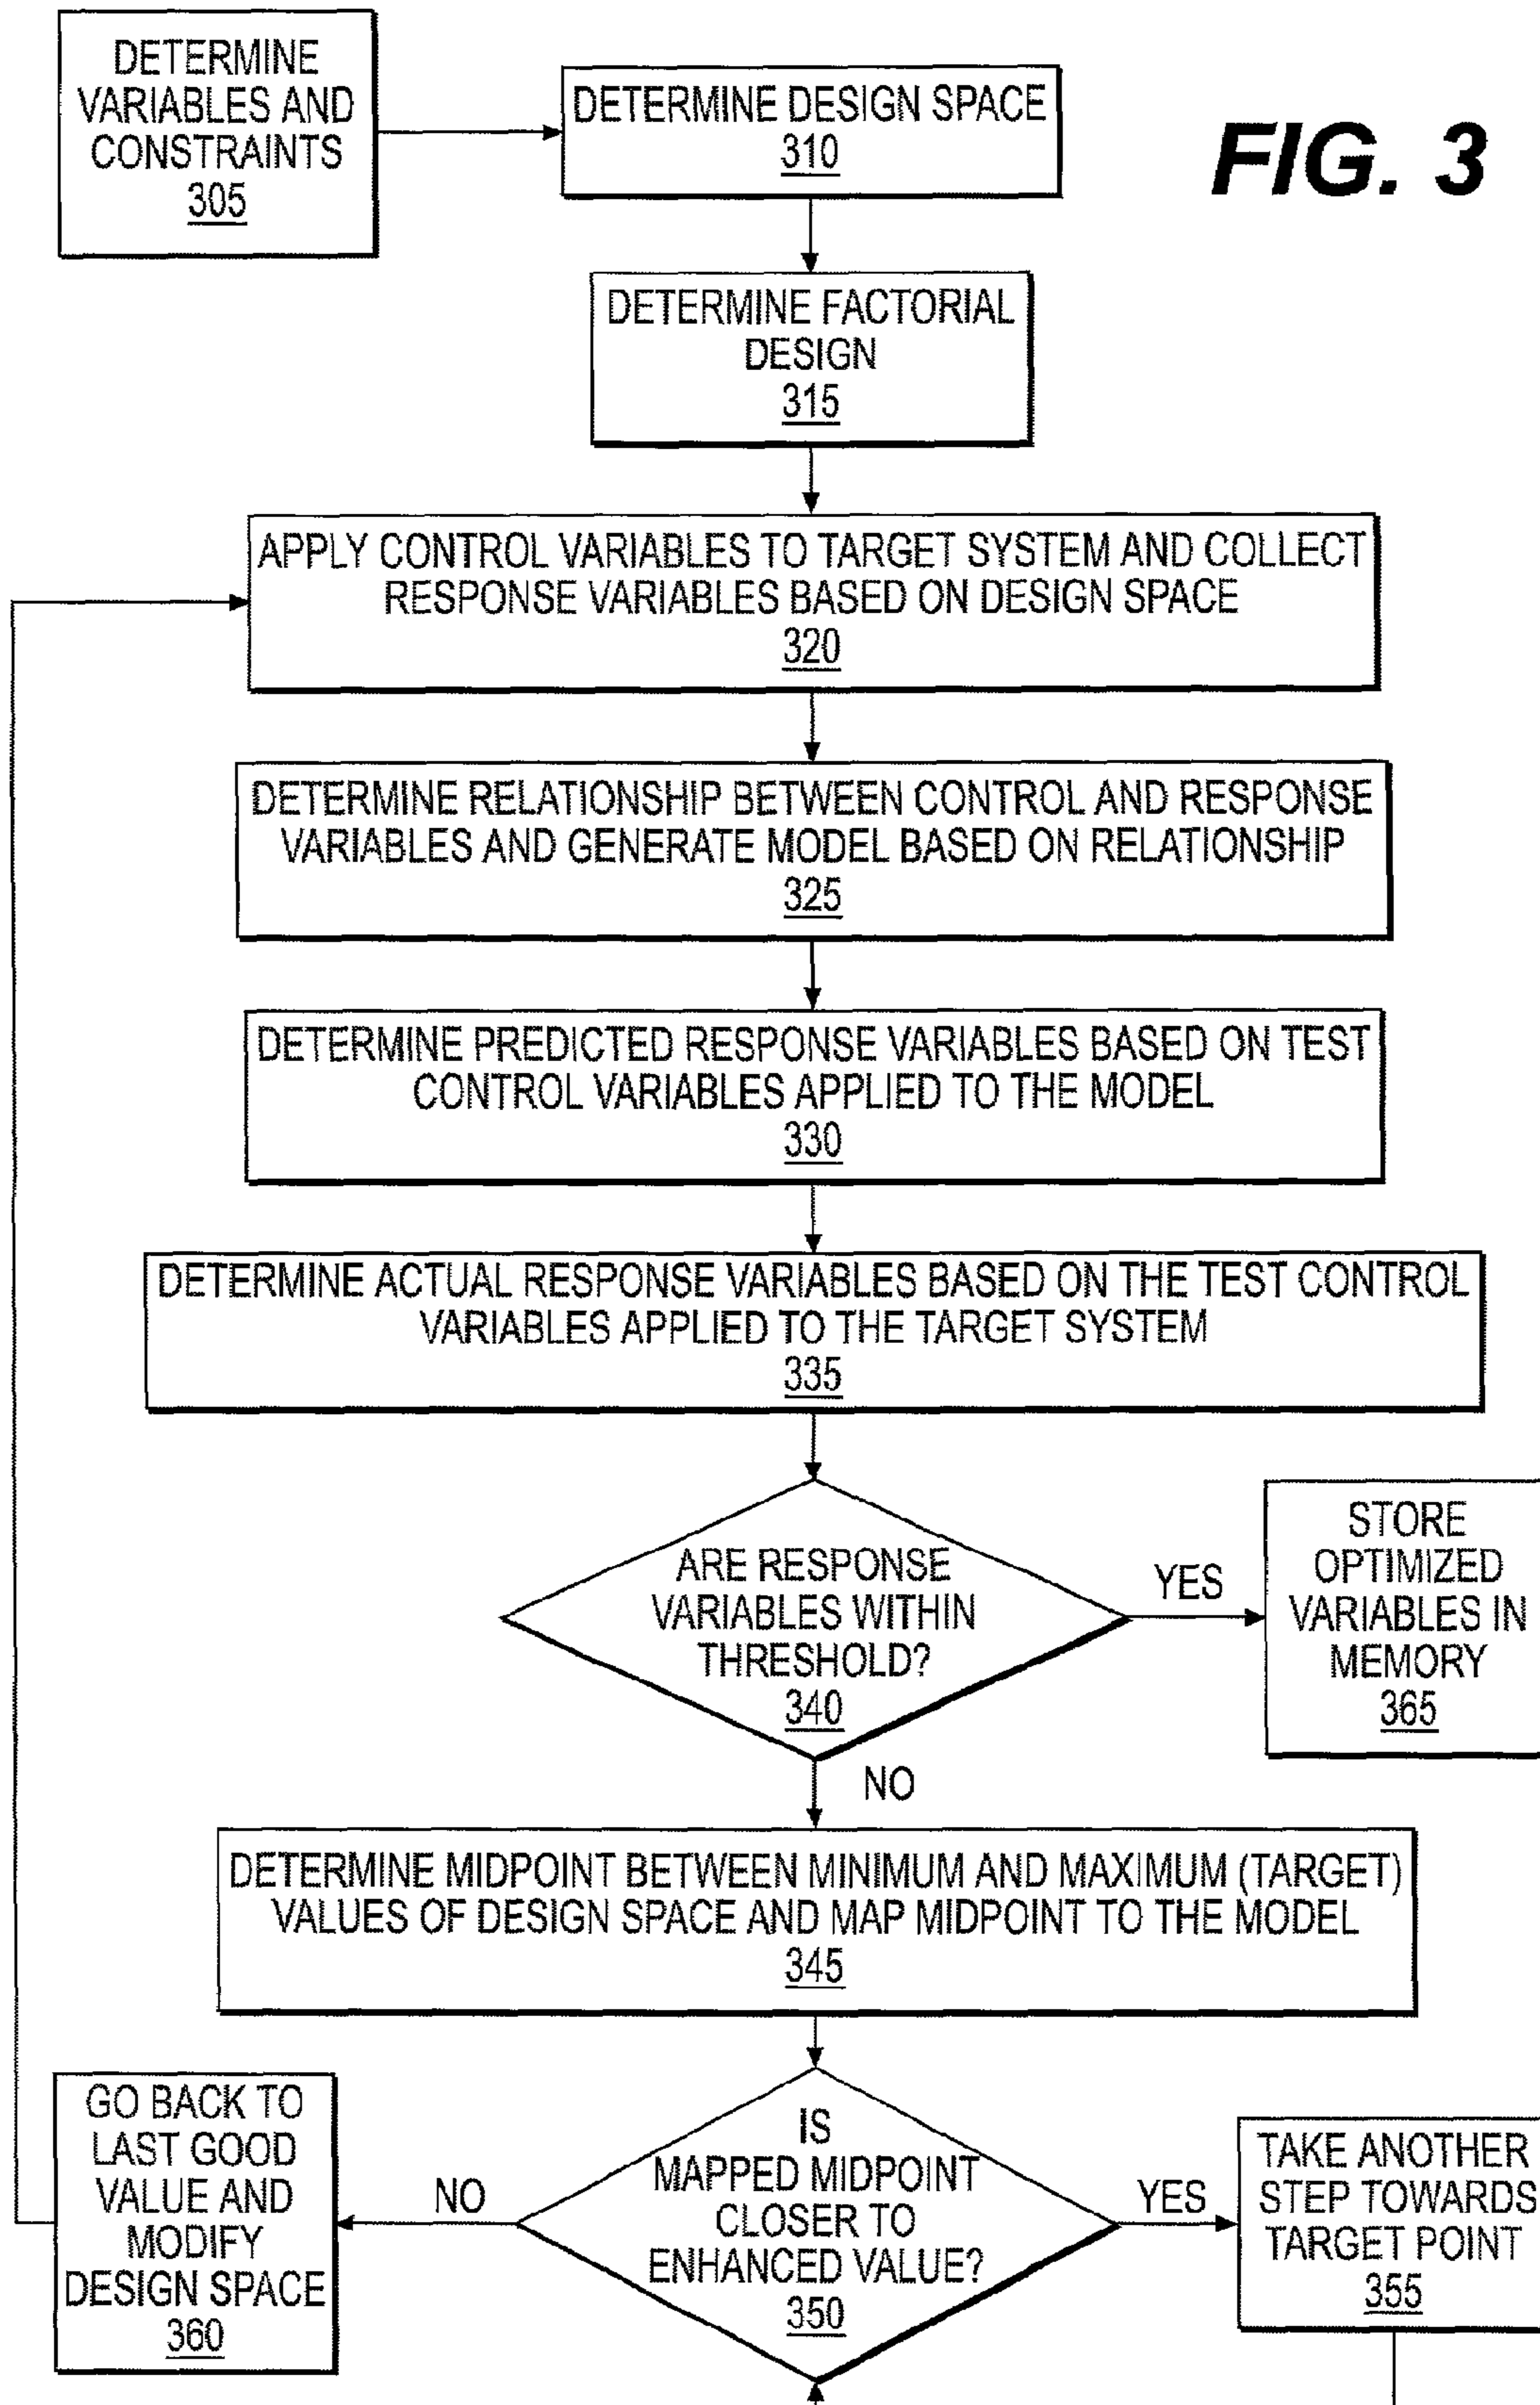 DETERMINE
VARIABLES AND
CONSTRAINTS
305
DETERMINE DESIGN SPACE
310
FIG. 3
DETERMINE FACTORIAL
DESIGN
315
APPLY CONTROL VARIABLES TO TARGET SYSTEM AND COLLECT
RESPONSE VARIABLES BASED ON DESIGN SPACE
320
DETERMINE RELATIONSHIP BETWEEN CONTROL AND RESPONSE
VARIABLES AND GENERATE MODEL BASED ON RELATIONSHIP
325
DETERMINE PREDICTED RESPONSE VARIABLES BASED ON TEST
CONTROL VARIABLES APPLIED TO THE MODEL
330
DETERMINE ACTUAL RESPONSE VARIABLES BASED ON THE TEST CONTROL
VARIABLES APPLIED TO THE TARGET SYSTEM
335
ARE RESPONSE
VARIABLES WITHIN
THRESHOLD?
340
YES
STORE
OPTIMIZED
VARIABLES IN
MEMORY
365
NO
DETERMINE MIDPOINT BETWEEN MINIMUM AND MAXIMUM (TARGET)
VALUES OF DESIGN SPACE AND MAP MIDPOINT TO THE MODEL
345
GO BACK TO
LAST GOOD
VALUE AND
MODIFY
DESIGN SPACE
360
NO
IS
MAPPED MIDPOINT
CLOSER TO
ENHANCED VALUE?
350
YES
TAKE ANOTHER
STEP TOWARDS
TARGET POINT
355